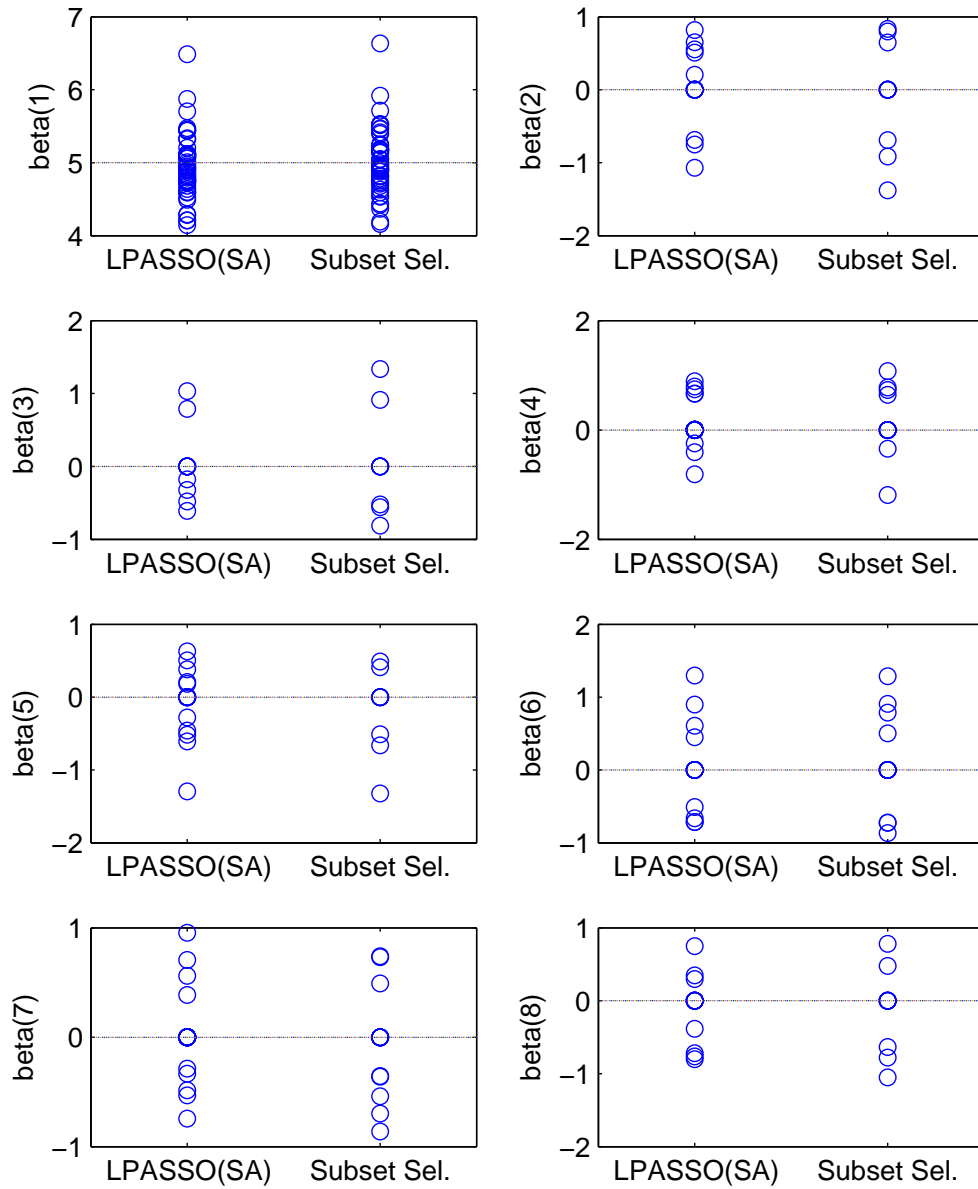 7
6
5
4
beta(1)
LPASSO(SA) Subset Sel.
1
0
−1
−2
beta(2)
LPASSO(SA) Subset Sel.
2
1
0
−1
beta(3)
LPASSO(SA) Subset Sel.
2
0
−2
beta(4)
LPASSO(SA) Subset Sel.
1
0
−1
−2
beta(5)
LPASSO(SA) Subset Sel.
2
1
0
−1
beta(6)
LPASSO(SA) Subset Sel.
1
0
−1
beta(7)
LPASSO(SA) Subset Sel.
1
0
−1
−2
beta(8)
LPASSO(SA) Subset Sel.